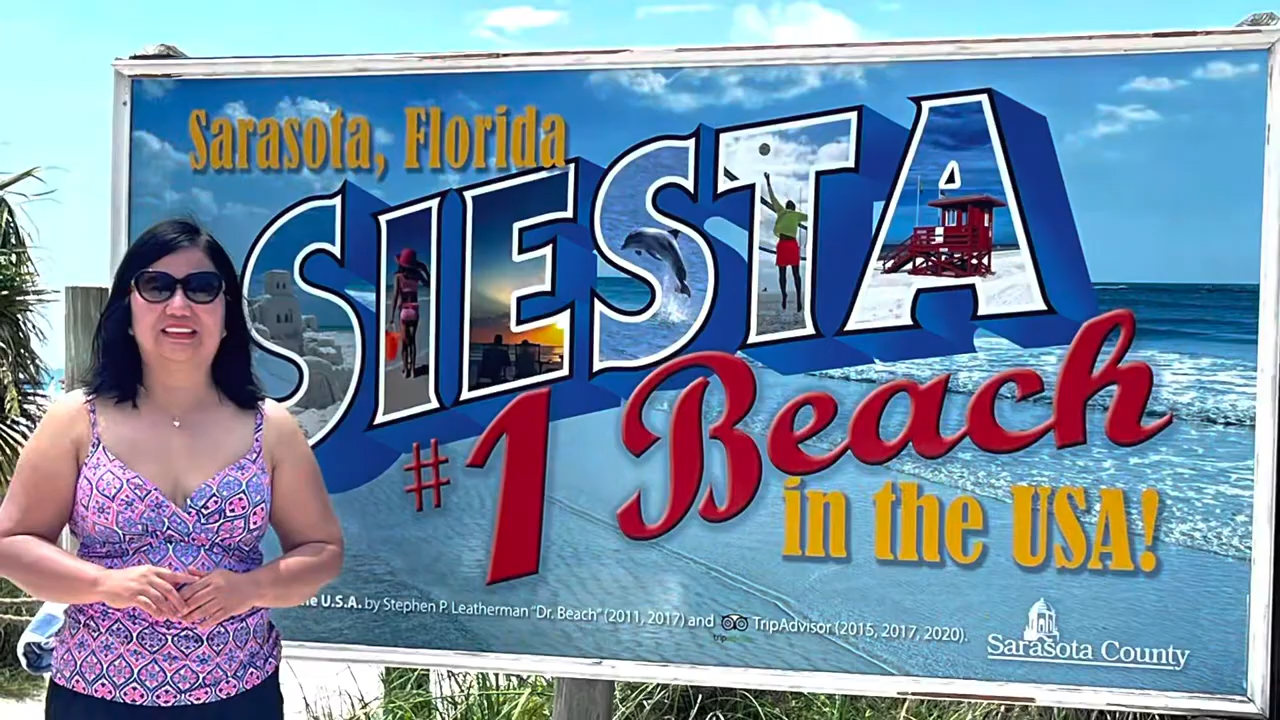 Sarasota, Florida
SIESTA
#1 Beach
in the USA!
U.S.A. by Stephen P. Leatherman "Dr. Beach" (2011, 2017) and TripAdvisor (2015, 2017, 2020).
trip
Sarasota County